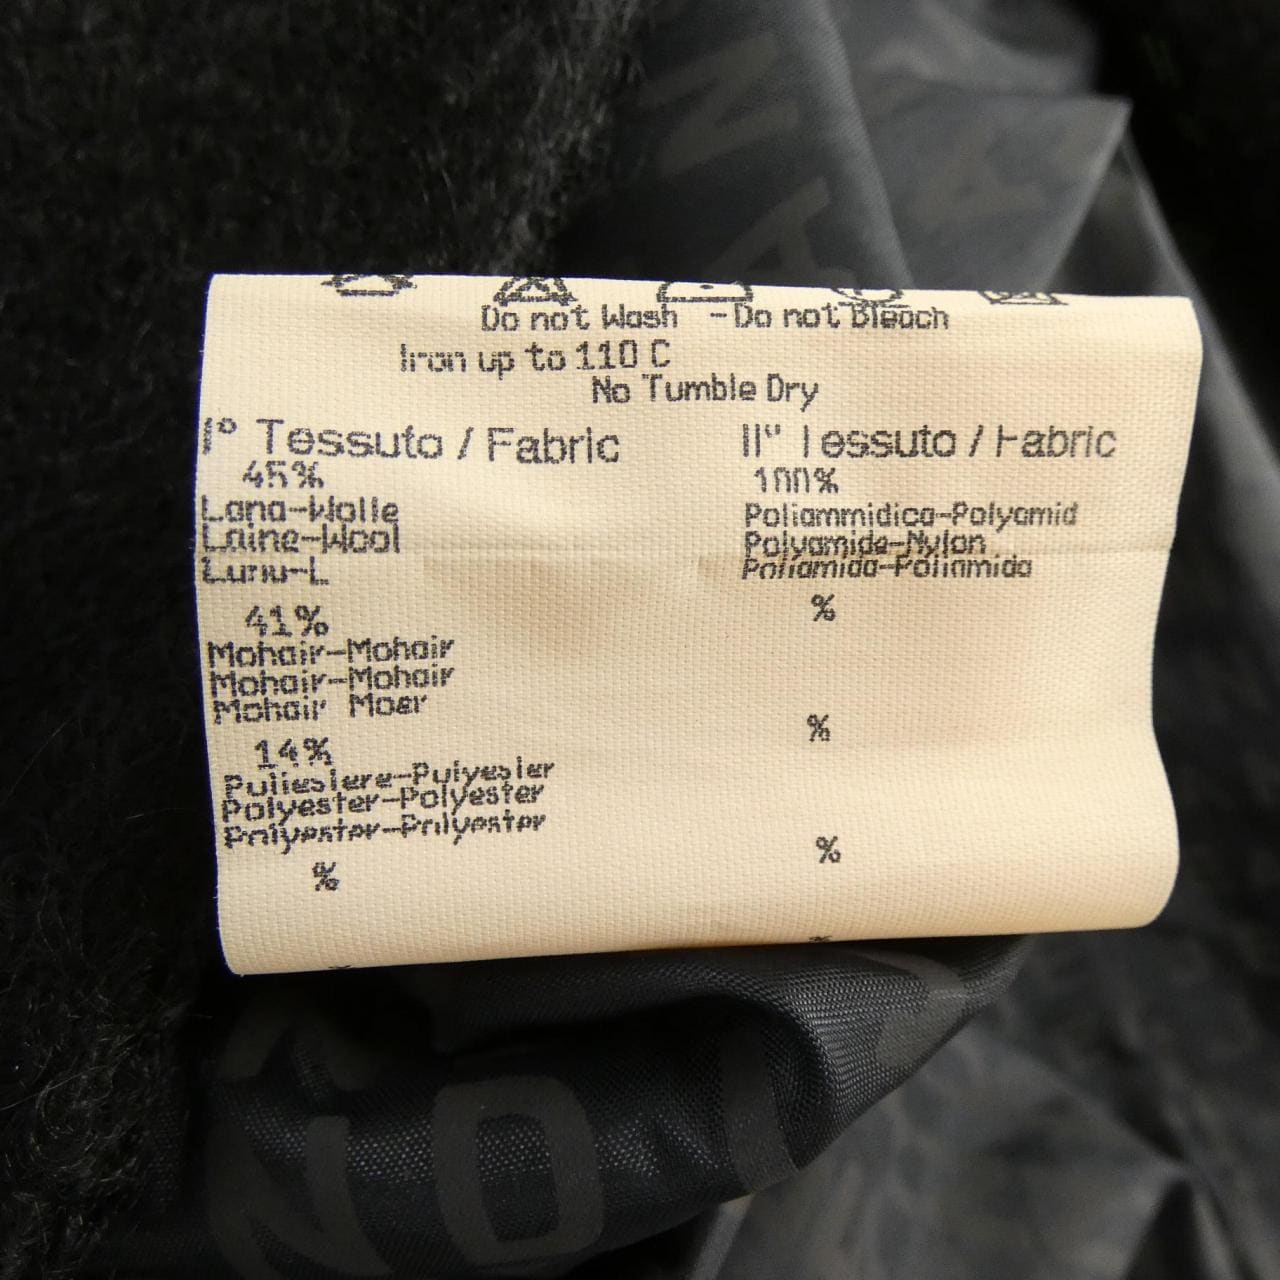 Do not Wash - Do not Bleach
Iron up to 110 C
No Tumble Dry
I° Tessuto / Fabric
45%
Lana-Wolle
Laine-Wool
41%
Mohair-Mohair
Mohair-Mohair
Mohair Moer
14%
Poliestere-Polyester
Polyester-Polyester
Polyester-Polyester
%
II° Tessuto / Fabric
100%
Poliammidica-Polyamid
Polyamide-Nylon
Poliamida-Poliamida
%
%
%
%